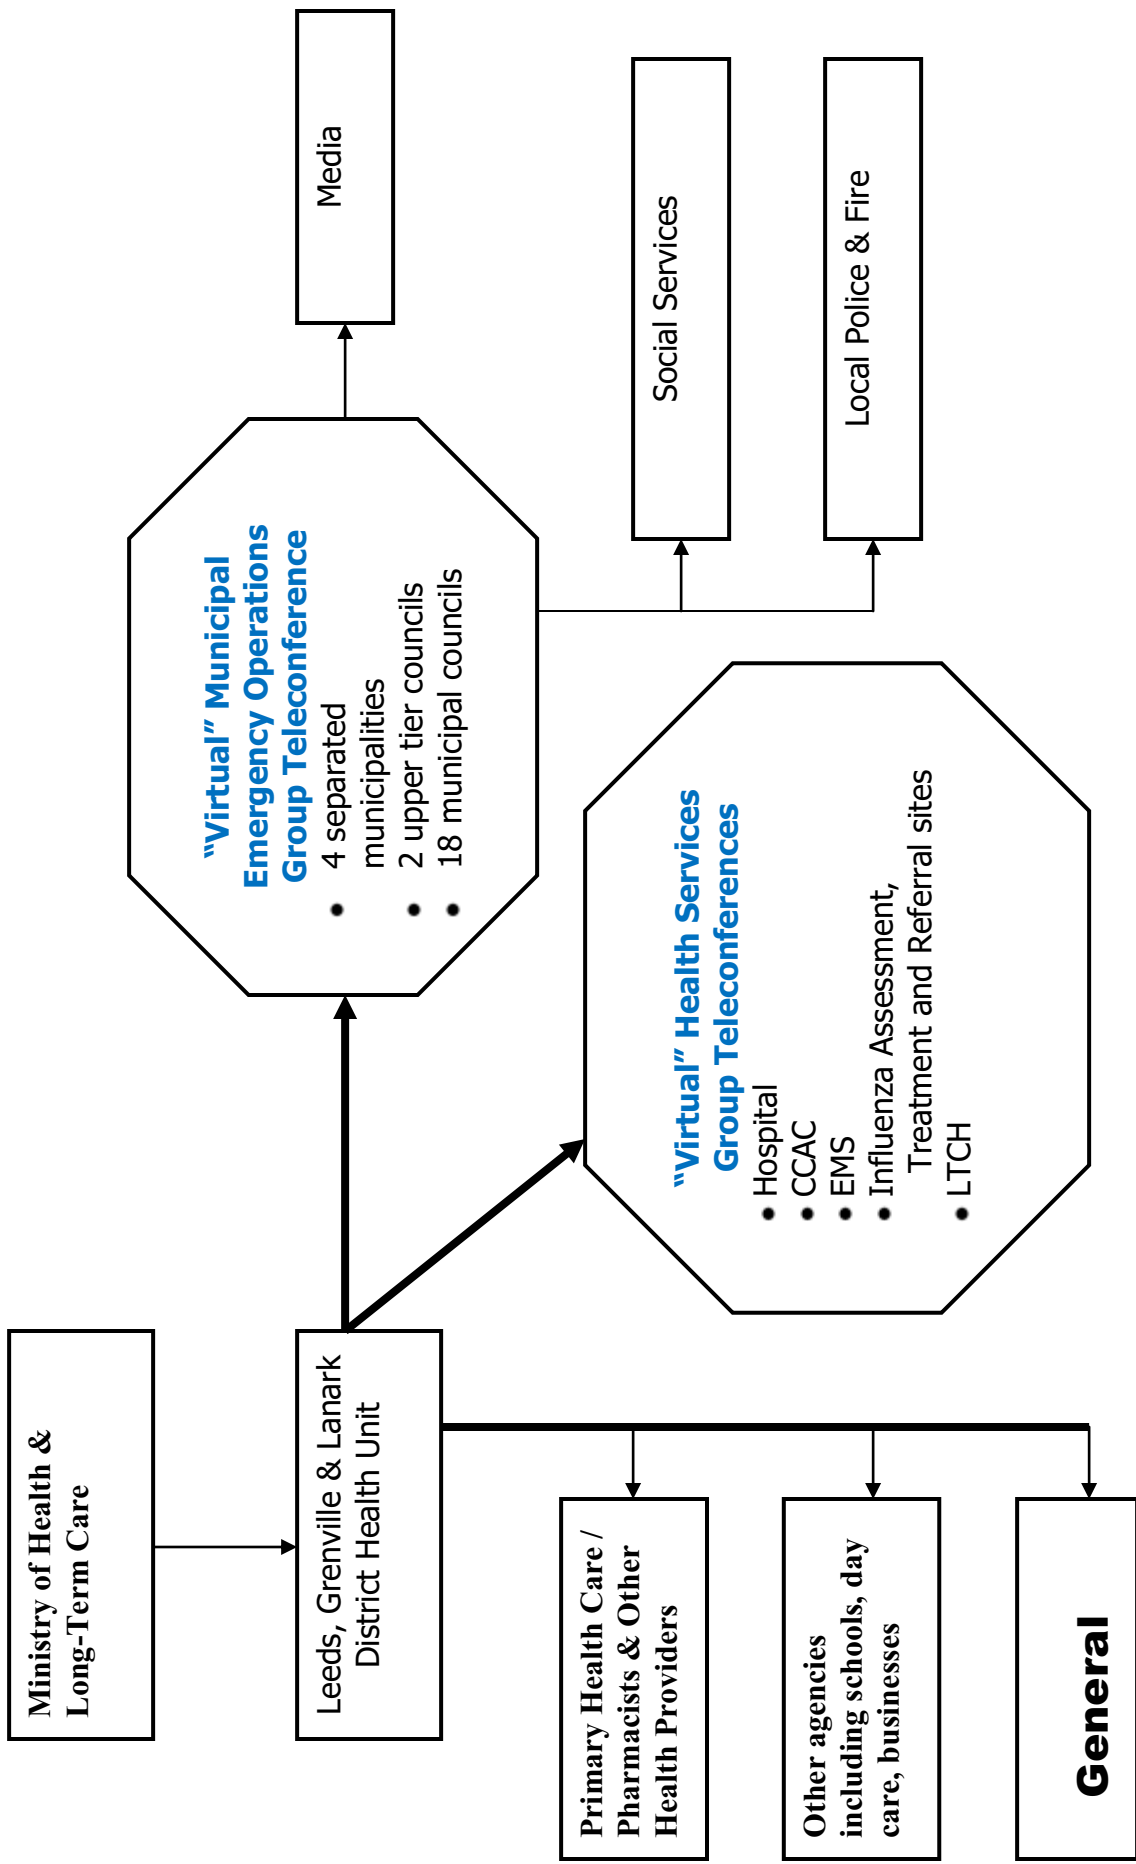 Ministry of Health &
Long-Term Care
Leeds, Grenville & Lanark
District Health Unit
Primary Health Care /
Pharmacists & Other
Health Providers
Other agencies
including schools, day
care, businesses
General
“Virtual” Municipal
Emergency Operations
Group Teleconference
• 4 separated
municipalities
• 2 upper tier councils
• 18 municipal councils
“Virtual” Health Services
Group Teleconferences
• Hospital
• CCAC
• EMS
• Influenza Assessment,
Treatment and Referral sites
• LTCH
Media
Social Services
Local Police & Fire